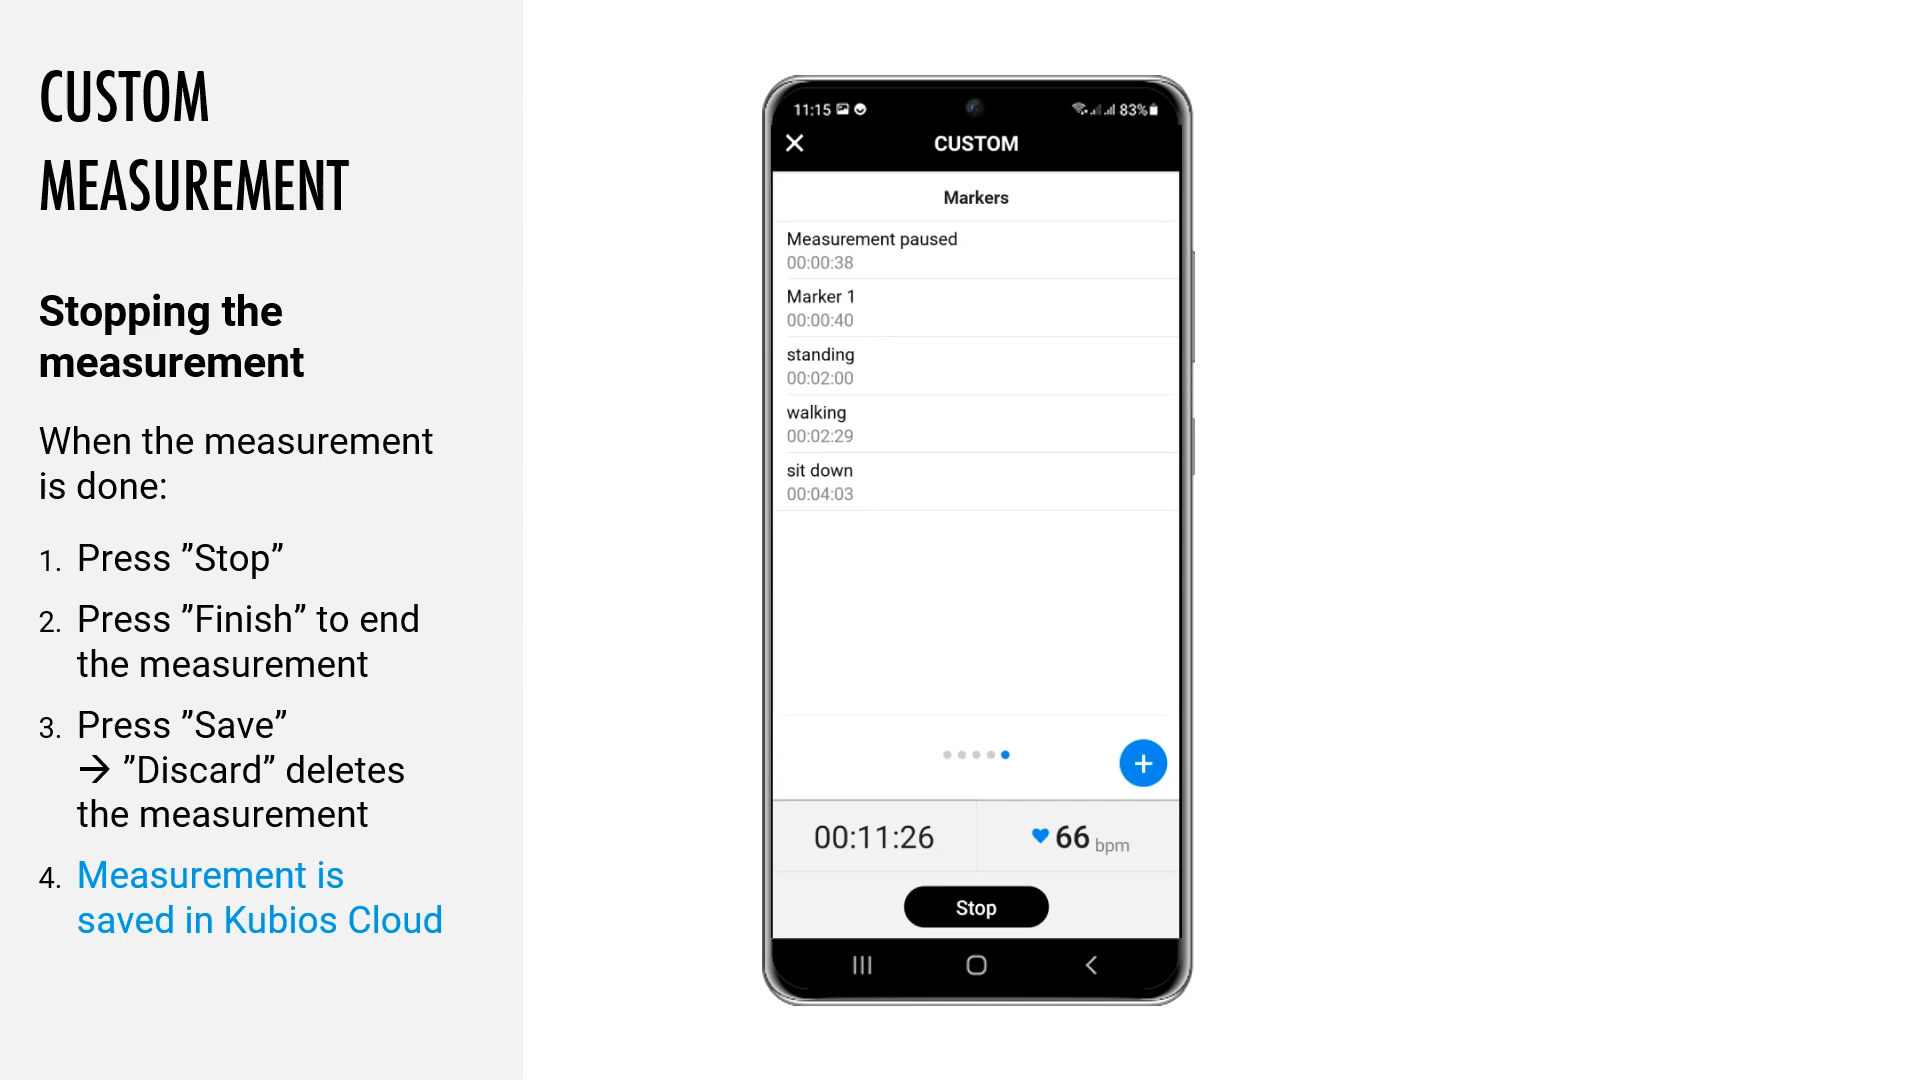 CUSTOM
MEASUREMENT
Stopping the
measurement
When the measurement
is done:
1. Press ”Stop”
2. Press ”Finish” to end
the measurement
3. Press ”Save”
→ ”Discard” deletes
the measurement
4. Measurement is
saved in Kubios Cloud
11:15 83%
CUSTOM
Markers
Measurement paused
00:00:38
Marker 1
00:00:40
standing
00:02:00
walking
00:02:29
sit down
00:04:03
00:11:26 66 bpm
Stop